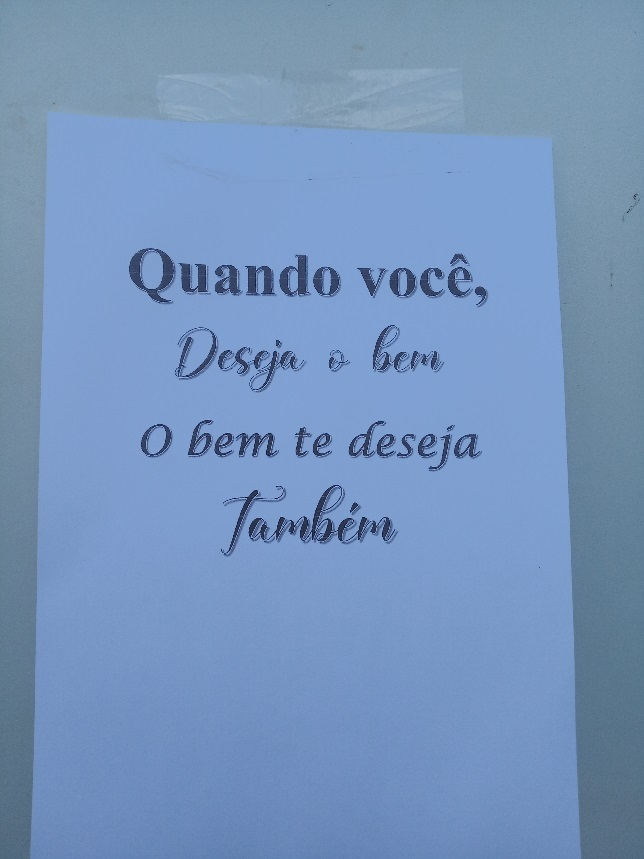 Quando você,
Deseja o bem
O bem te deseja
Também